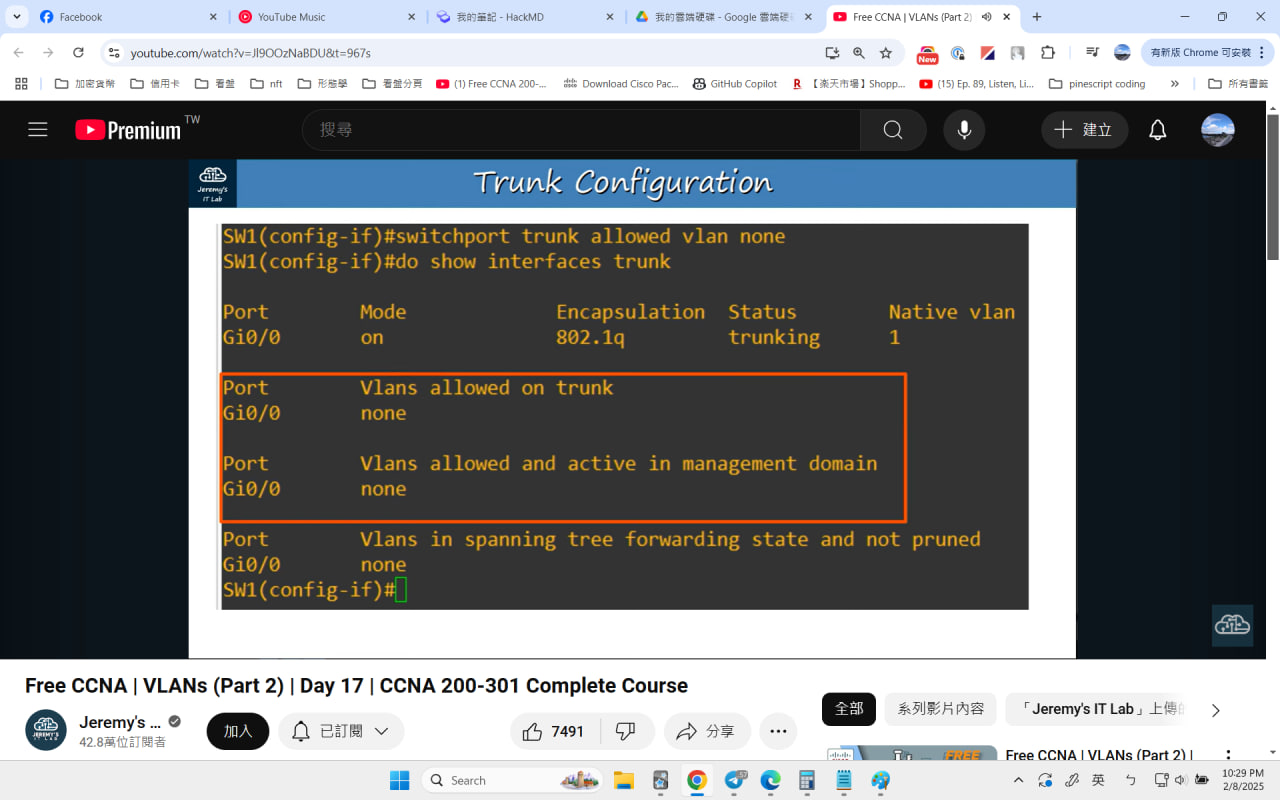 Facebook
YouTube Music
我的筆記 - HackMD
我的雲端硬碟 - Google 雲端硬碟
Free CCNA | VLANs (Part 2)
youtube.com/watch?v=Jl9OOzNaBDU&t=967s
New
有新版 Chrome 可安裝
加密貨幣
信用卡
看盤
nft
形態學
看盤分頁
(1) Free CCNA 200-...
Download Cisco Pac...
GitHub Copilot
【楽天市場】Shopp...
(15) Ep. 89, Listen, Li...
pinescript coding
所有書籤
Premium TW
搜尋
建立
Jeremy's
IT Lab
Trunk Configuration
SW1(config-if)#switchport trunk allowed vlan none
SW1(config-if)#do show interfaces trunk
Port Mode Encapsulation Status Native vlan
Gi0/0 on 802.1q trunking 1
Port Vlans allowed on trunk
Gi0/0 none
Port Vlans allowed and active in management domain
Gi0/0 none
Port Vlans in spanning tree forwarding state and not pruned
Gi0/0 none
SW1(config-if)#
Free CCNA | VLANs (Part 2) | Day 17 | CCNA 200-301 Complete Course
JEREMY'S
IT LAB
Jeremy's ...
42.8萬位訂閱者
加入
已訂閱
7491
分享
全部
系列影片內容
「Jeremy's IT Lab」上傳的
FREE
Free CCNA | VLANs (Part 2) |
Search
英
10:29 PM
2/8/2025